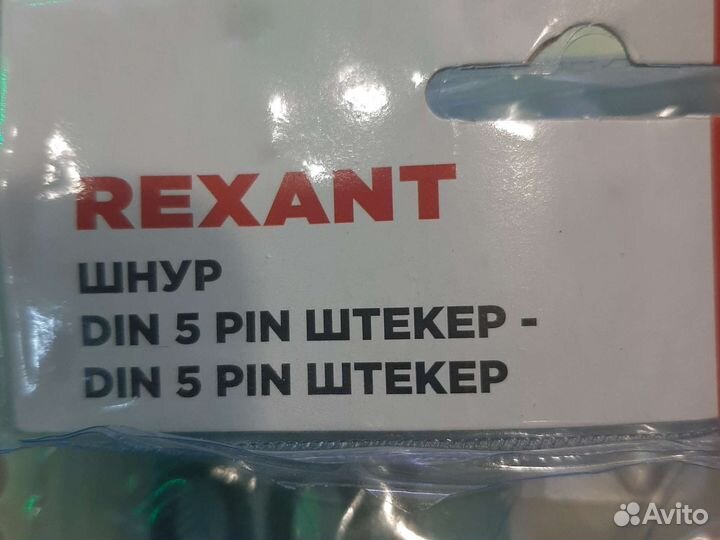 REXANT
ШНУР
DIN 5 PIN ШТЕКЕР -
DIN 5 PIN ШТЕКЕР
Avito